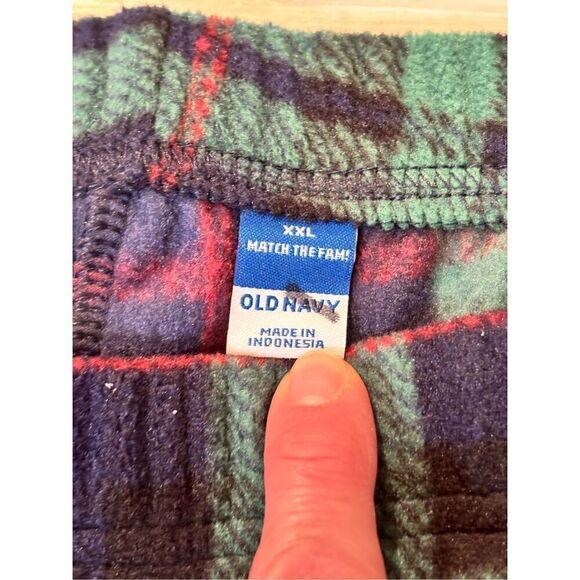 XXL
MATCH THE FAM!
OLD NAVY
MADE IN
INDONESIA